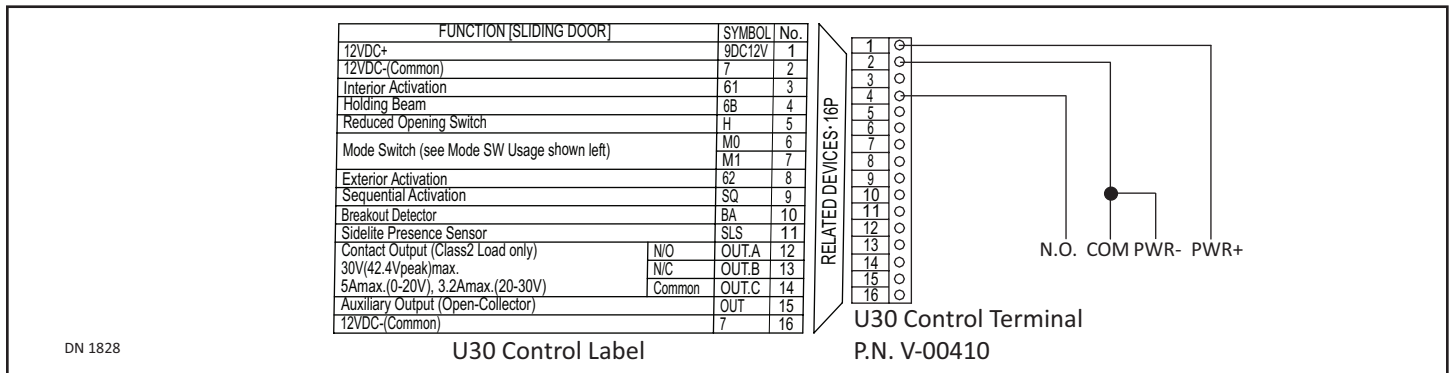 FUNCTION [SLIDING DOOR] SYMBOL No.
12VDC+ 9DC12V 1
12VDC-(Common) 7 2
Interior Activation 61 3
Holding Beam 6B 4
Reduced Opening Switch H 5
Mode Switch (see Mode SW Usage shown left) M0 6
M1 7
Exterior Activation 62 8
Sequential Activation SQ 9
Breakout Detector BA 10
Sidelite Presence Sensor SLS 11
Contact Output (Class2 Load only) N/O OUT.A 12
30V(42.4Vpeak)max. N/C OUT.B 13
5Amax.(0-20V), 3.2Amax.(20-30V) Common OUT.C 14
Auxiliary Output (Open-Collector) OUT 15
12VDC-(Common) 7 16
RELATED DEVICES·16P
1
2
3
4
5
6
7
8
9
10
11
12
13
14
15
16
N.O. COM PWR- PWR+
U30 Control Terminal
P.N. V-00410
U30 Control Label
DN 1828